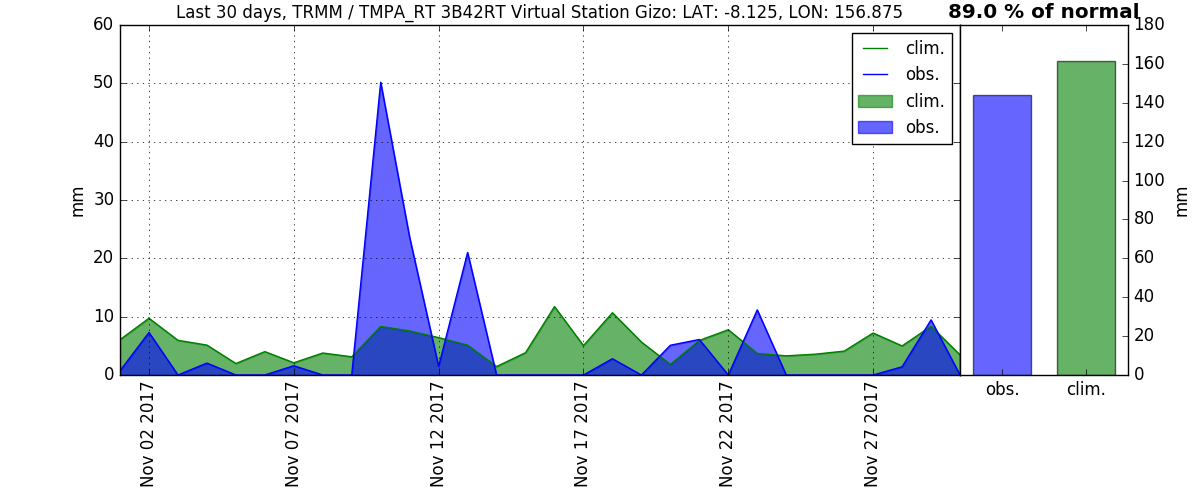 Last 30 days, TRMM / TMPA_RT 3B42RT Virtual Station Gizo: LAT: -8.125, LON: 156.875
89.0 % of normal
60
50
40
30
20
10
0
mm
clim.
obs.
clim.
obs.
Nov 02 2017
Nov 07 2017
Nov 12 2017
Nov 17 2017
Nov 22 2017
Nov 27 2017
180
160
140
120
100
80
60
40
20
0
mm
obs.
clim.